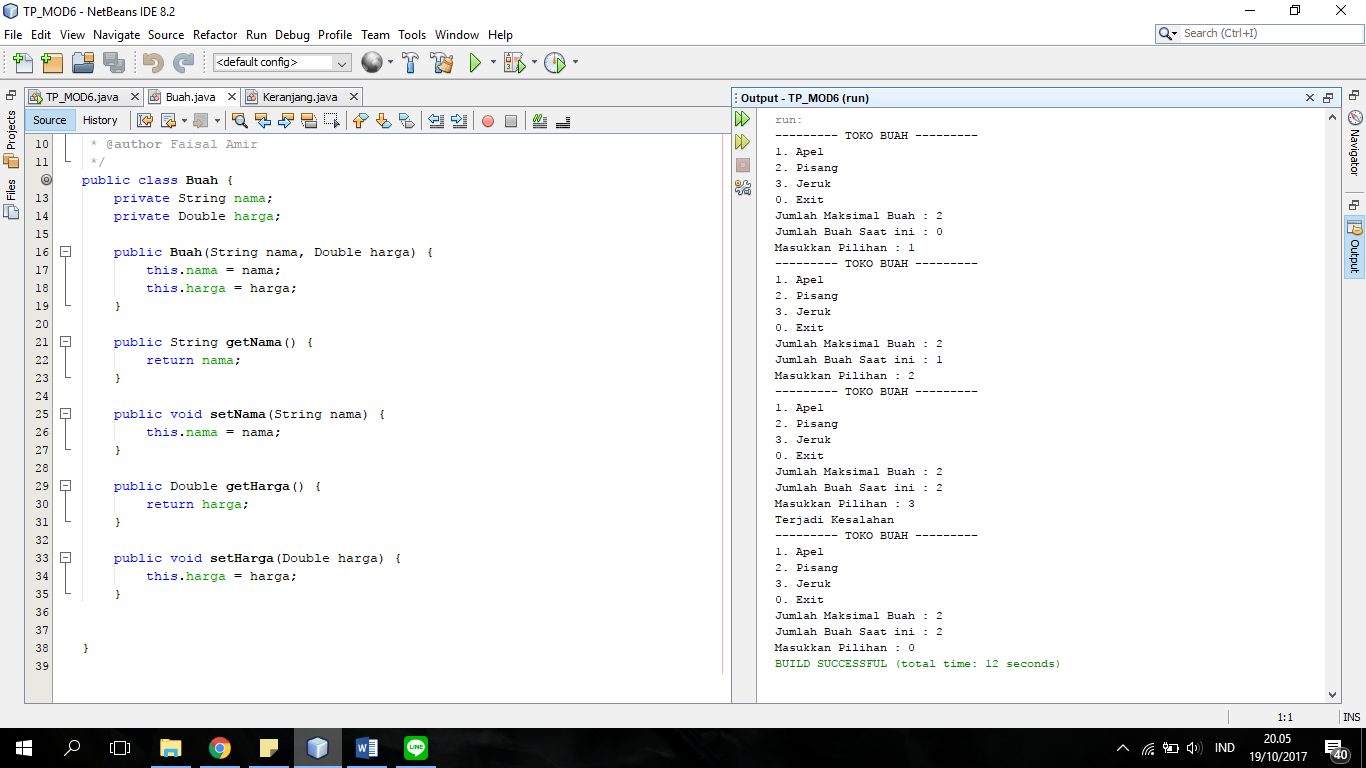 TP_MOD6 - NetBeans IDE 8.2
File Edit View Navigate Source Refactor Run Debug Profile Team Tools Window Help
Search (Ctrl+I)
<default config>
TP_MOD6.java Buah.java Keranjang.java
Source History
Projects
Files
10 * @author Faisal Amir
11 */
public class Buah {
13 private String nama;
14 private Double harga;
15
16 public Buah(String nama, Double harga) {
17 this.nama = nama;
18 this.harga = harga;
19 }
20
21 public String getNama() {
22 return nama;
23 }
24
25 public void setNama(String nama) {
26 this.nama = nama;
27 }
28
29 public Double getHarga() {
30 return harga;
31 }
32
33 public void setHarga(Double harga) {
34 this.harga = harga;
35 }
36
37
38 }
39
Output - TP_MOD6 (run)
run:
--------- TOKO BUAH ---------
1. Apel
2. Pisang
3. Jeruk
0. Exit
Jumlah Maksimal Buah : 2
Jumlah Buah Saat ini : 0
Masukkan Pilihan : 1
--------- TOKO BUAH ---------
1. Apel
2. Pisang
3. Jeruk
0. Exit
Jumlah Maksimal Buah : 2
Jumlah Buah Saat ini : 1
Masukkan Pilihan : 2
--------- TOKO BUAH ---------
1. Apel
2. Pisang
3. Jeruk
0. Exit
Jumlah Maksimal Buah : 2
Jumlah Buah Saat ini : 2
Masukkan Pilihan : 3
Terjadi Kesalahan
--------- TOKO BUAH ---------
1. Apel
2. Pisang
3. Jeruk
0. Exit
Jumlah Maksimal Buah : 2
Jumlah Buah Saat ini : 2
Masukkan Pilihan : 0
BUILD SUCCESSFUL (total time: 12 seconds)
Navigator
Output
1:1 INS
LINE
IND
20.05
19/10/2017
40